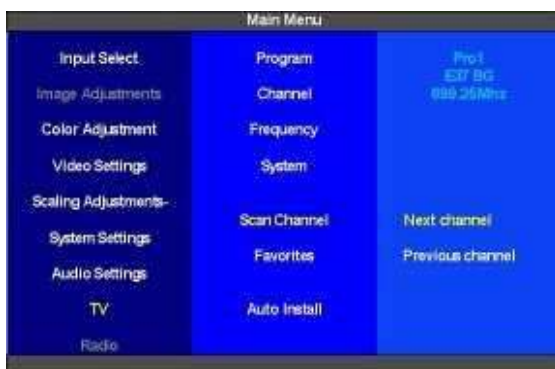 Main Menu
Input Select
Image Adjustments
Color Adjustment
Video Settings
Scaling Adjustments-
System Settings
Audio Settings
TV
Radio
Program
Channel
Frequency
System
Scan Channel
Favorites
Auto Install
Pro1
BG
Next channel
Previous channel